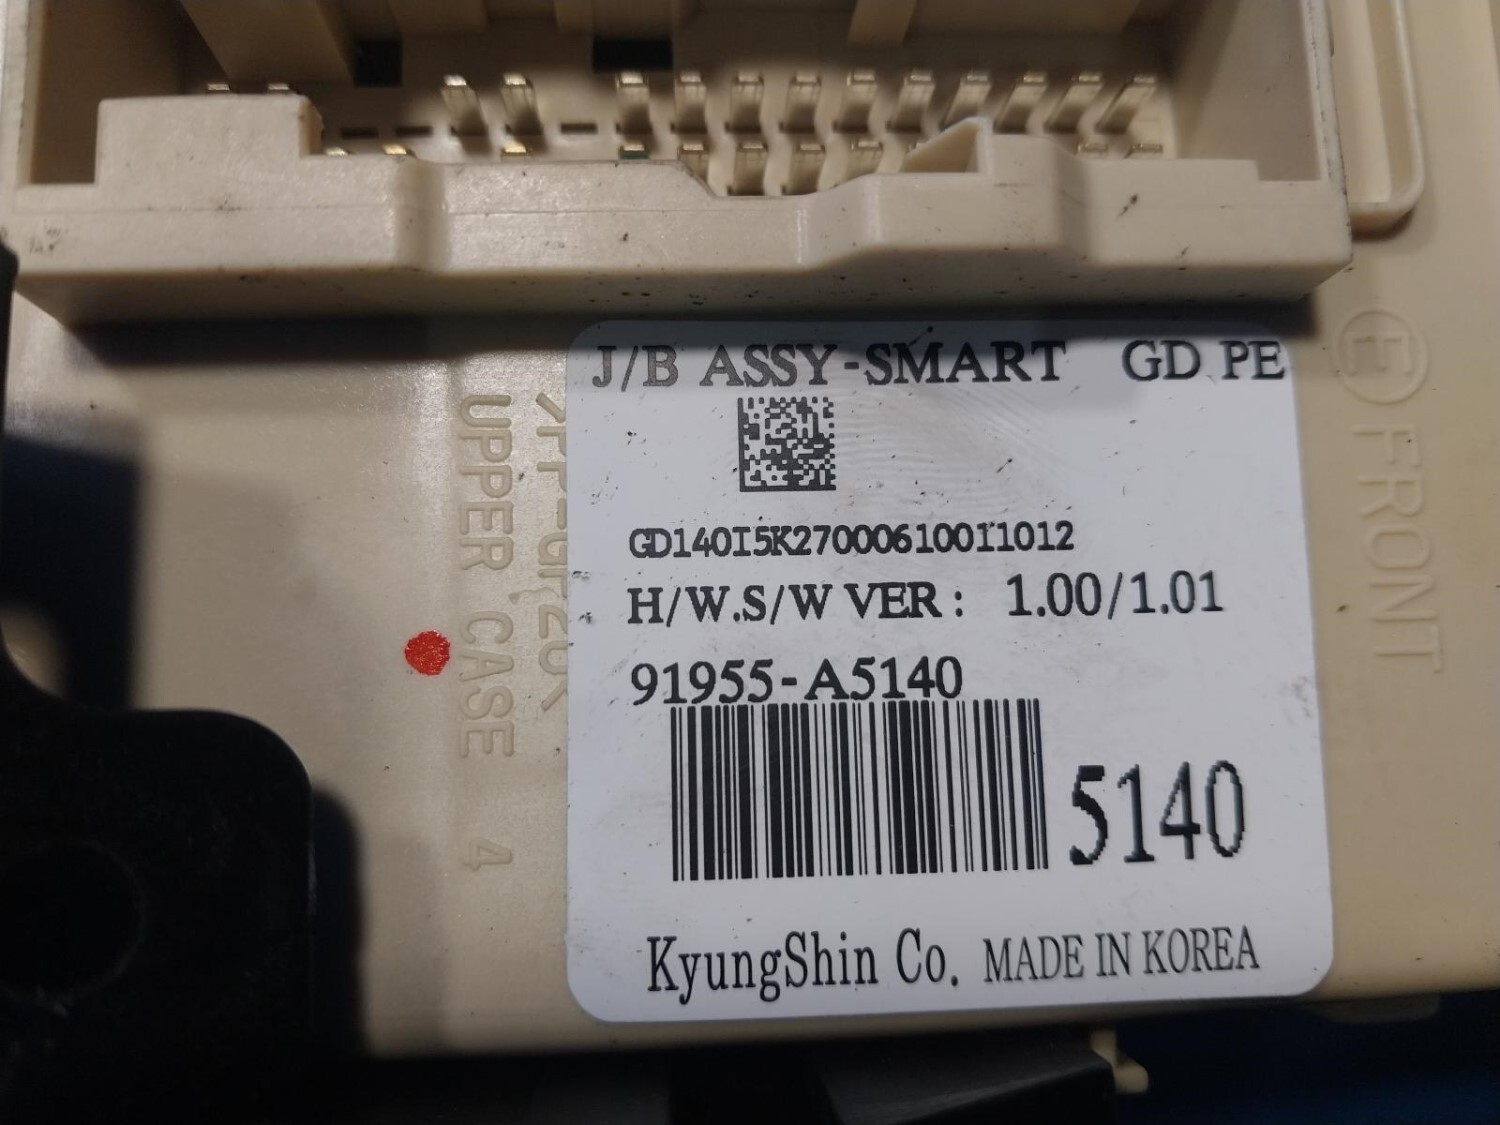 J/B ASSY-SMART GD PE
GD140I5K2700061001I1012
H/W.S/W VER : 1.00/1.01
91955-A5140
5140
KyungShin Co. MADE IN KOREA
UPPER CASE 4
E FRONT